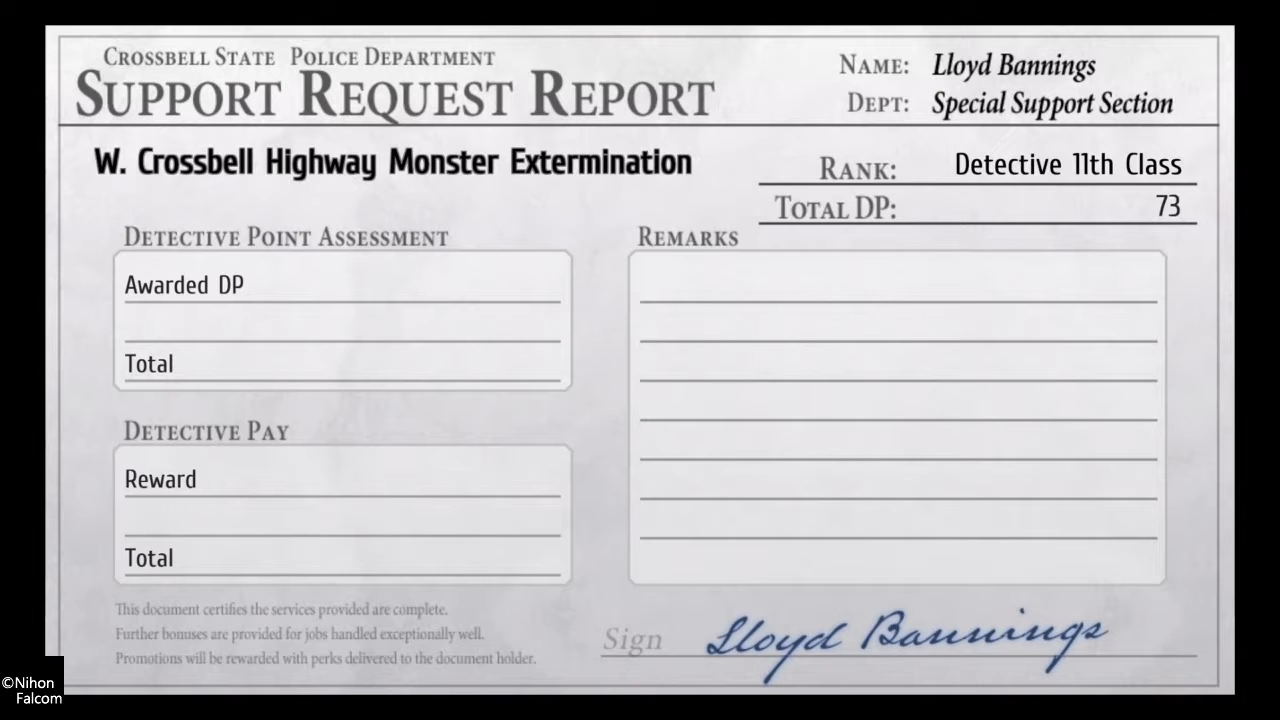 CROSSBELL STATE POLICE DEPARTMENT
SUPPORT REQUEST REPORT
NAME: Lloyd Bannings
DEPT: Special Support Section
W. Crossbell Highway Monster Extermination
RANK: Detective 11th Class
TOTAL DP: 73
DETECTIVE POINT ASSESSMENT
Awarded DP
Total
DETECTIVE PAY
Reward
Total
REMARKS
This document certifies the services provided are complete.
Further bonuses are provided for jobs handled exceptionally well.
Promotions will be rewarded with perks delivered to the document holder.
Sign Lloyd Bannings
©Nihon
Falcom